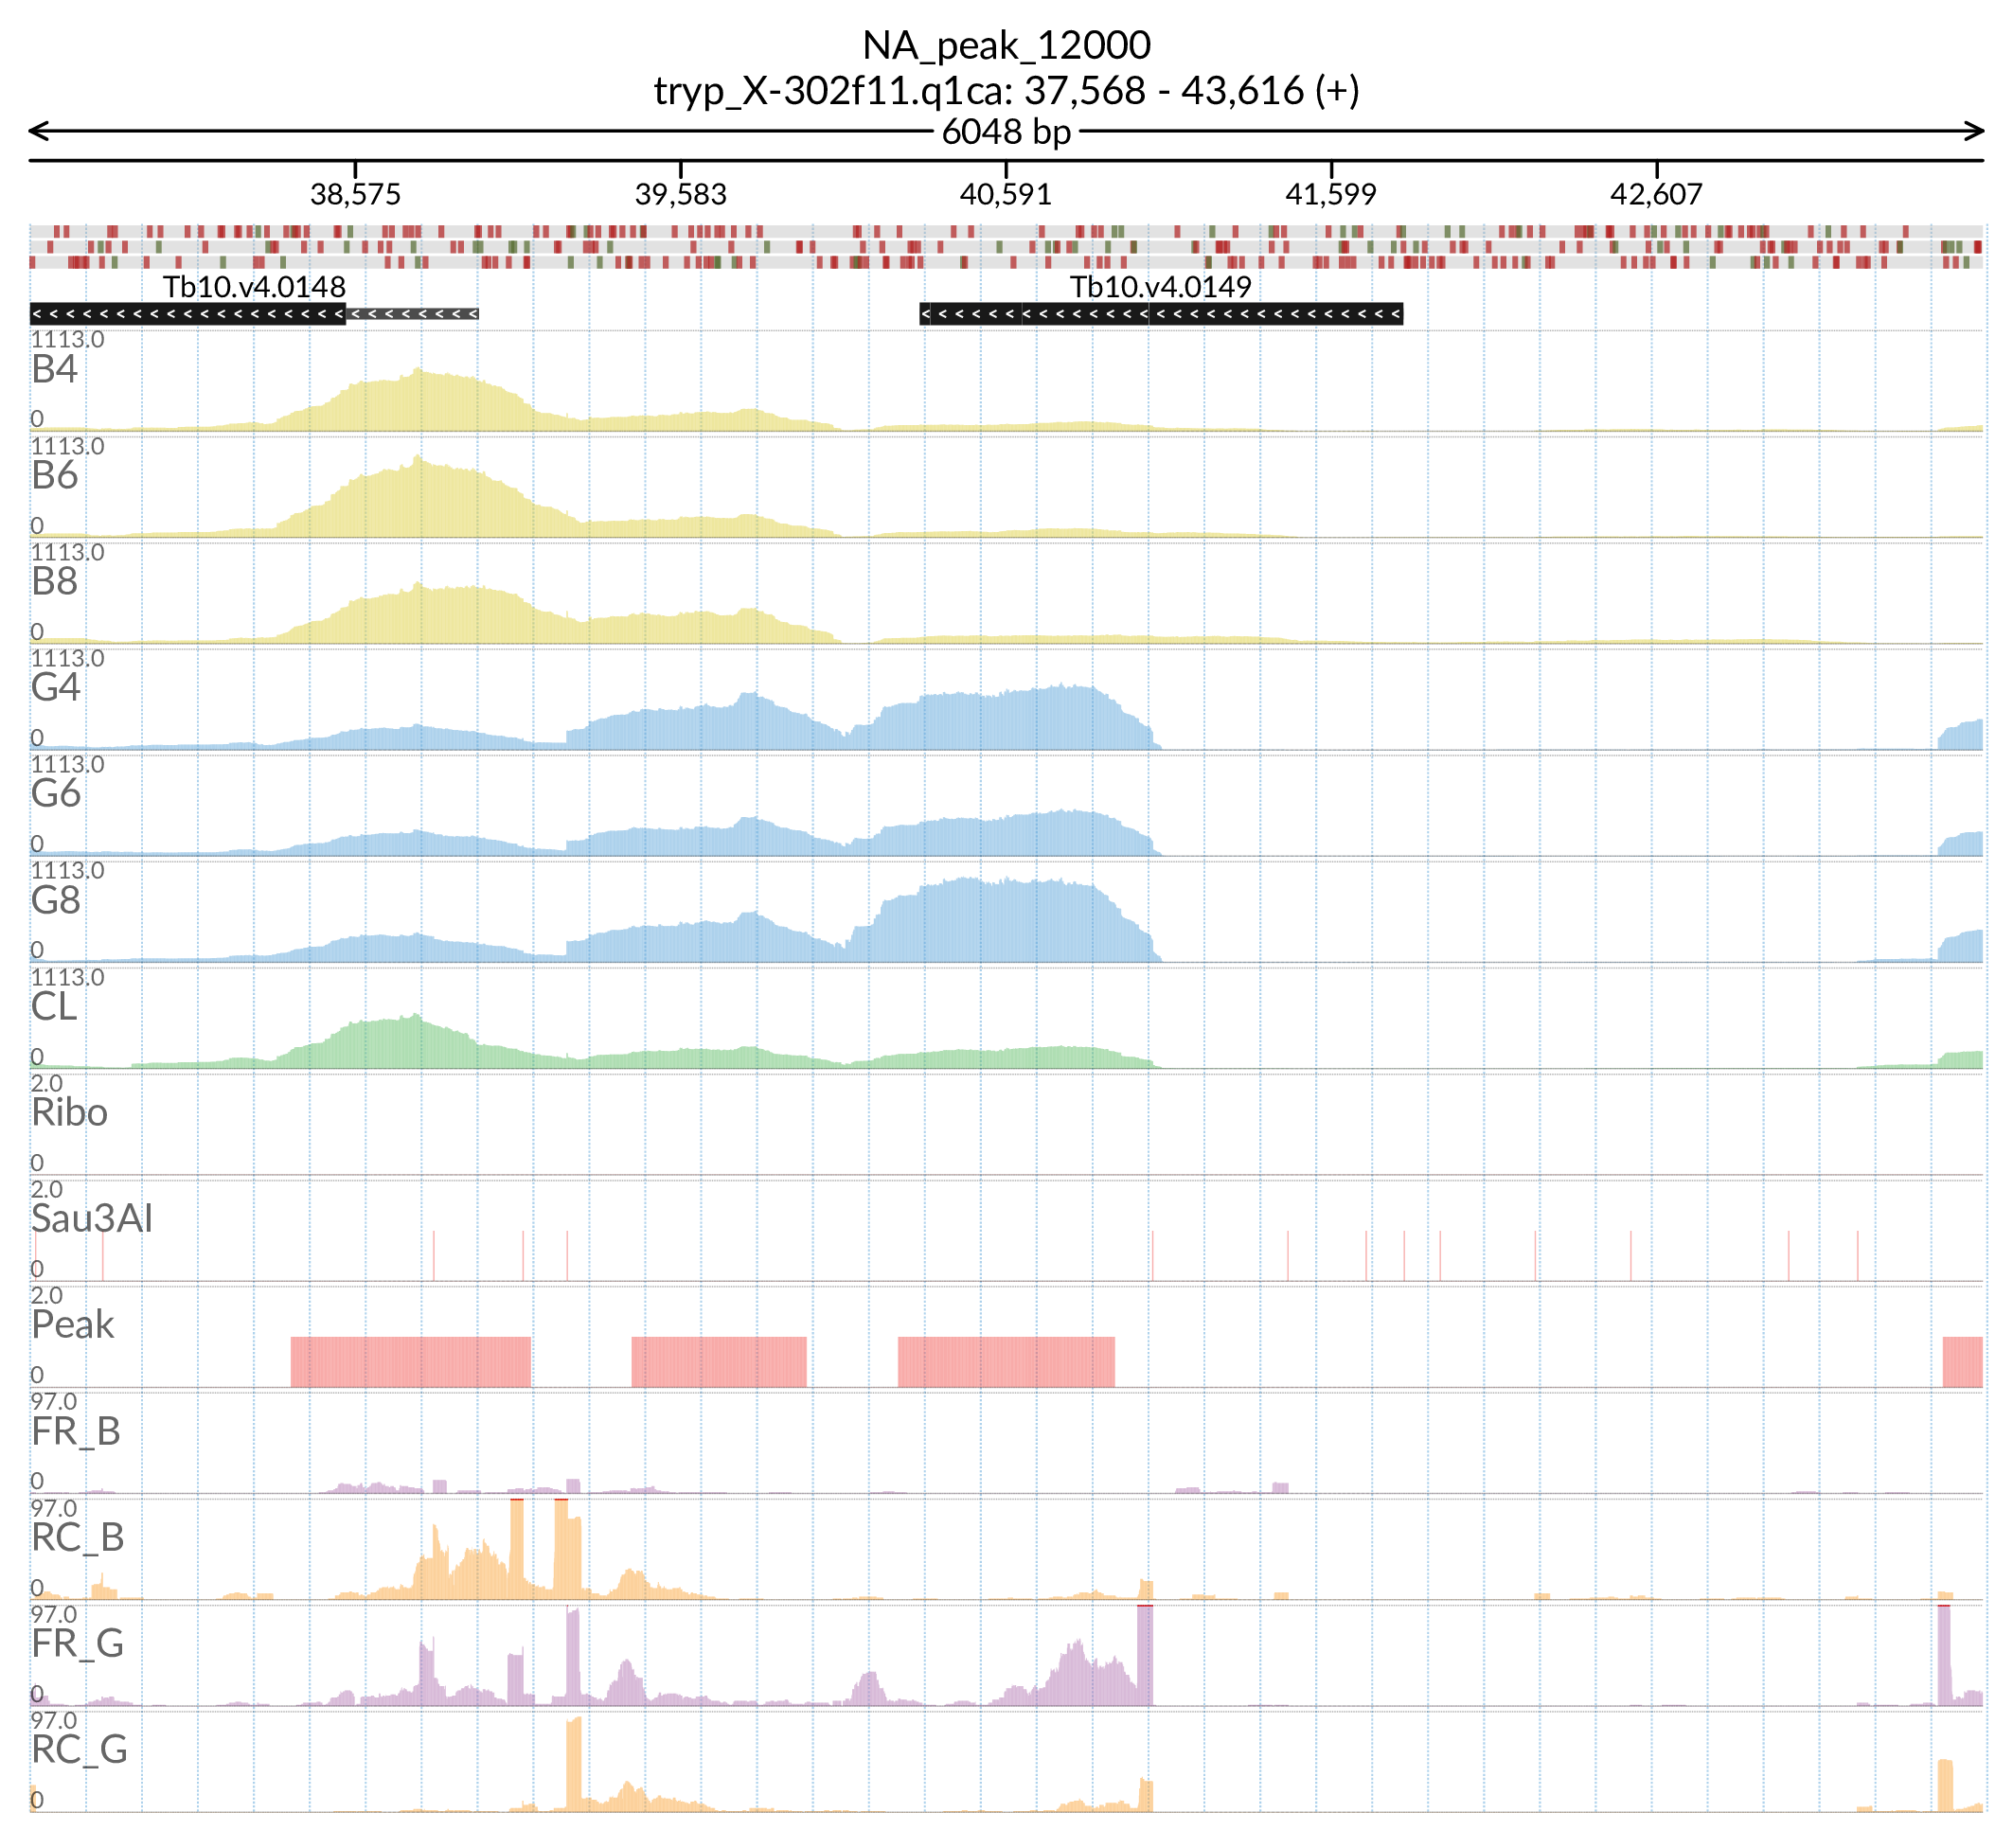 NA_peak_12000
tryp_X-302f11.q1ca: 37,568 - 43,616 (+)
6048 bp
38,575 39,583 40,591 41,599 42,607
Tb10.v4.0148 Tb10.v4.0149
1113.0
B4
0
1113.0
B6
0
1113.0
B8
0
1113.0
G4
0
1113.0
G6
0
1113.0
G8
0
1113.0
CL
0
2.0
Ribo
0
2.0
Sau3AI
0
2.0
Peak
0
97.0
FR_B
0
97.0
RC_B
0
97.0
FR_G
0
97.0
RC_G
0